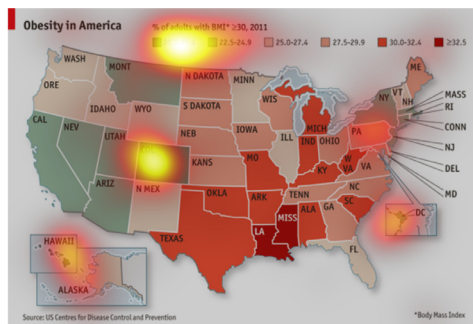 Obesity in America
% of adults with BMI* ≥30, 2011
22.5-24.9 25.0-27.4 27.5-29.9 30.0-32.4 ≥32.5
WASH
MONT
N DAKOTA
MINN
ME
VT
NH
NY
MASS
RI
CONN
NJ
DEL
MD
ORE
IDAHO
WYO
S DAKOTA
WIS
MICH
PA
CAL
NEV
UTAH
NEB
IOWA
ILL
IND
OHIO
W VA
VA
KANS
MO
KY
NC
ARIZ
N MEX
OKLA
ARK
TENN
SC
DC
TEXAS
LA
MISS
ALA
GA
FL
HAWAII
ALASKA
Source: US Centres for Disease Control and Prevention
*Body Mass Index